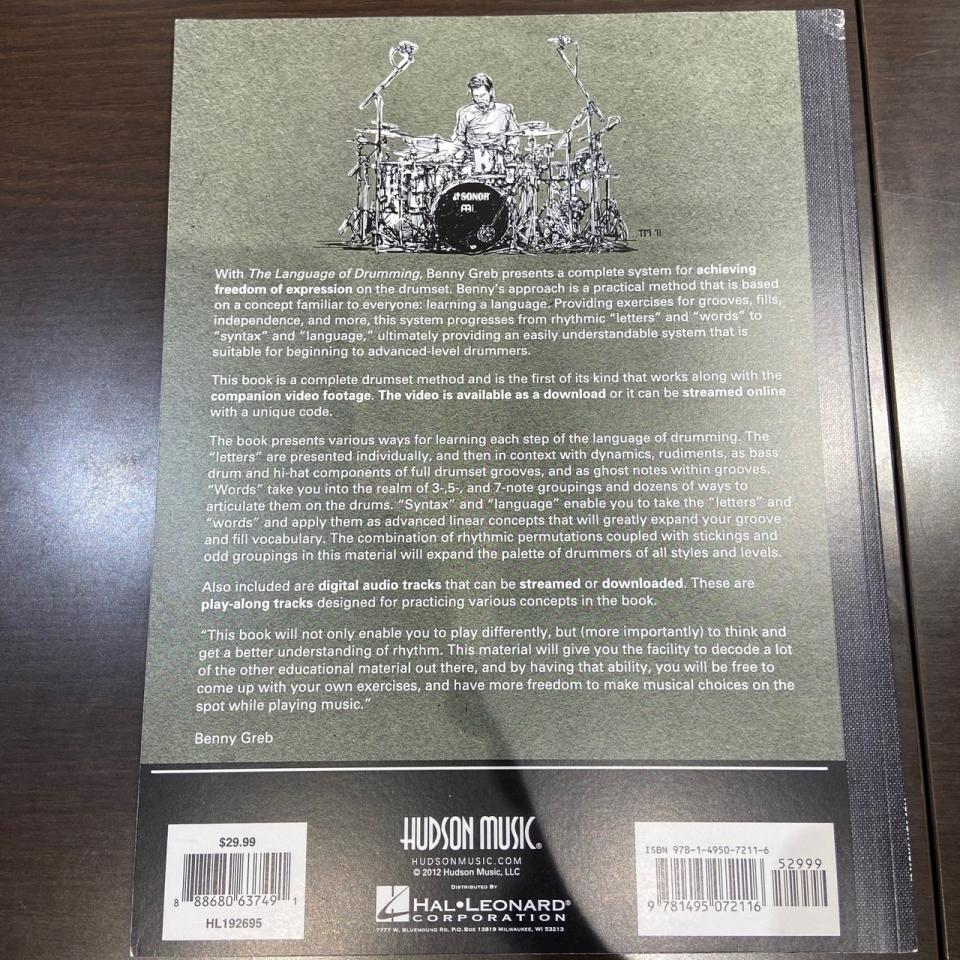 SONOR
TM '11
With The Language of Drumming, Benny Greb presents a complete system for achieving
freedom of expression on the drumset. Benny's approach is a practical method that is based
on a concept familiar to everyone: learning a language. Providing exercises for grooves, fills,
independence, and more, this system progresses from rhythmic "letters" and "words" to
"syntax" and "language," ultimately providing an easily understandable system that is
suitable for beginning to advanced-level drummers.
This book is a complete drumset method and is the first of its kind that works along with the
companion video footage. The video is available as a download or it can be streamed online
with a unique code.
The book presents various ways for learning each step of the language of drumming. The
"letters" are presented individually, and then in context with dynamics, rudiments, as bass
drum and hi-hat components of full drumset grooves, and as ghost notes within grooves.
"Words" take you into the realm of 3-,5-, and 7-note groupings and dozens of ways to
articulate them on the drums. "Syntax" and "language" enable you to take the "letters" and
"words" and apply them as advanced linear concepts that will greatly expand your groove
and fill vocabulary. The combination of rhythmic permutations coupled with stickings and
odd groupings in this material will expand the palette of drummers of all styles and levels.
Also included are digital audio tracks that can be streamed or downloaded. These are
play-along tracks designed for practicing various concepts in the book.
"This book will not only enable you to play differently, but (more importantly) to think and
get a better understanding of rhythm. This material will give you the facility to decode a lot
of the other educational material out there, and by having that ability, you will be free to
come up with your own exercises, and have more freedom to make musical choices on the
spot while playing music."
Benny Greb
$29.99
8 88680 63749 1
HL192695
HUDSON MUSIC®
HUDSONMUSIC.COM
© 2012 Hudson Music, LLC
DISTRIBUTED BY
HAL•LEONARD®
CORPORATION
7777 W. BLUEMOUND RD. P.O. BOX 13819 MILWAUKEE, WI 53213
ISBN 978-1-4950-7211-6
52999
9 781495 072116